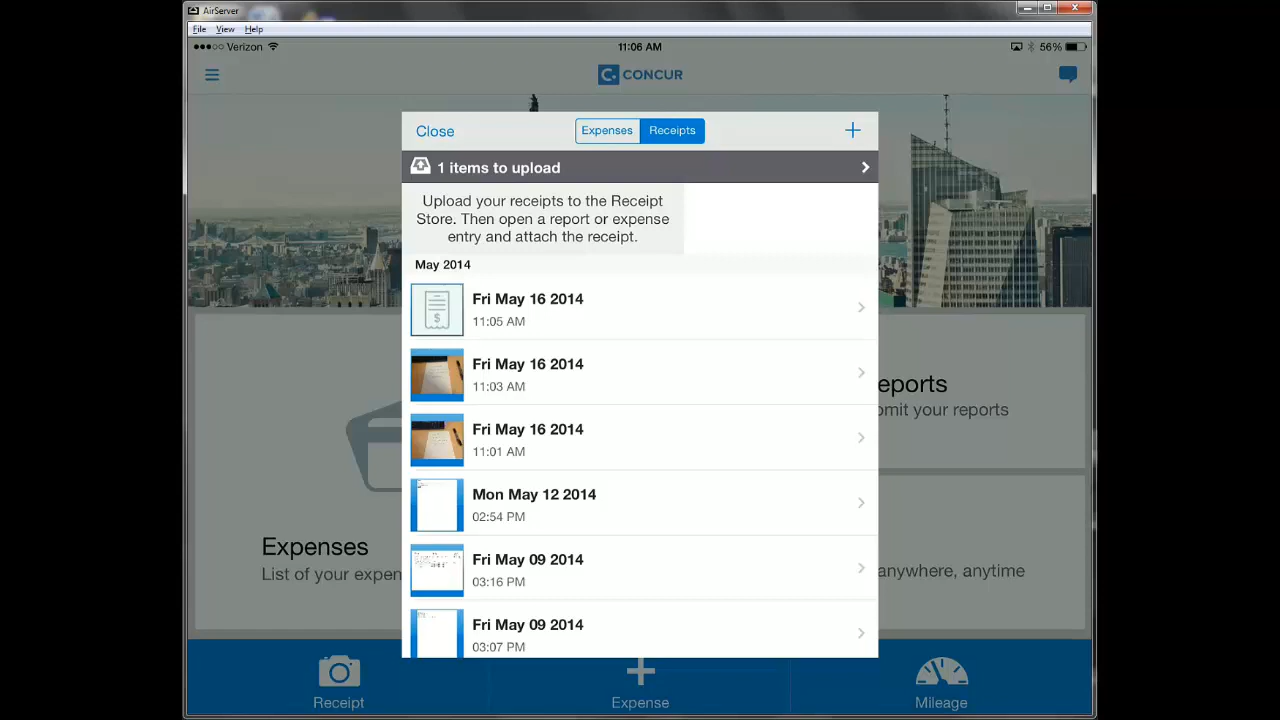 AirServer
File View Help
Verizon
11:06 AM
56%
C. CONCUR
Close
Expenses
Receipts
+
1 items to upload
Upload your receipts to the Receipt
Store. Then open a report or expense
entry and attach the receipt.
May 2014
Fri May 16 2014
11:05 AM
Fri May 16 2014
11:03 AM
Fri May 16 2014
11:01 AM
Mon May 12 2014
02:54 PM
Fri May 09 2014
03:16 PM
Fri May 09 2014
03:07 PM
Expenses
List of your expen
eports
omit your reports
anywhere, anytime
Receipt
Expense
Mileage